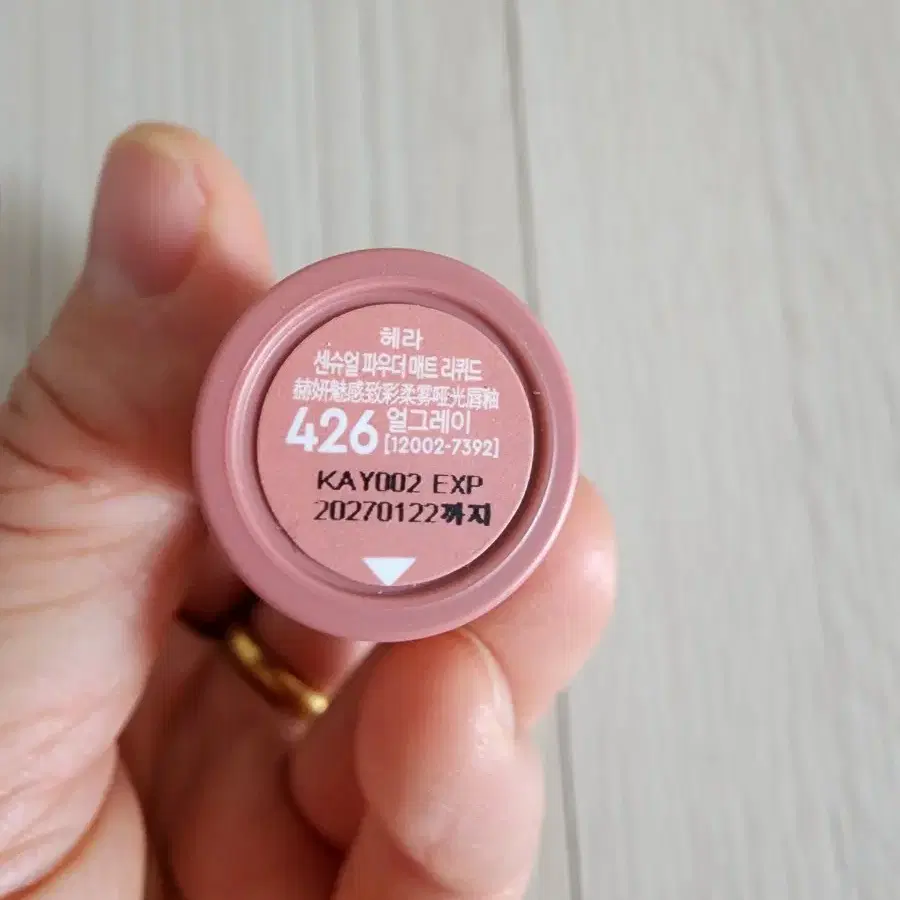 헤라
센슈얼 파우더 매트 리퀴드
赫妍魅感致彩柔雾哑光唇釉
426 얼그레이
[12002-7392]
KAY002 EXP
20270122까지